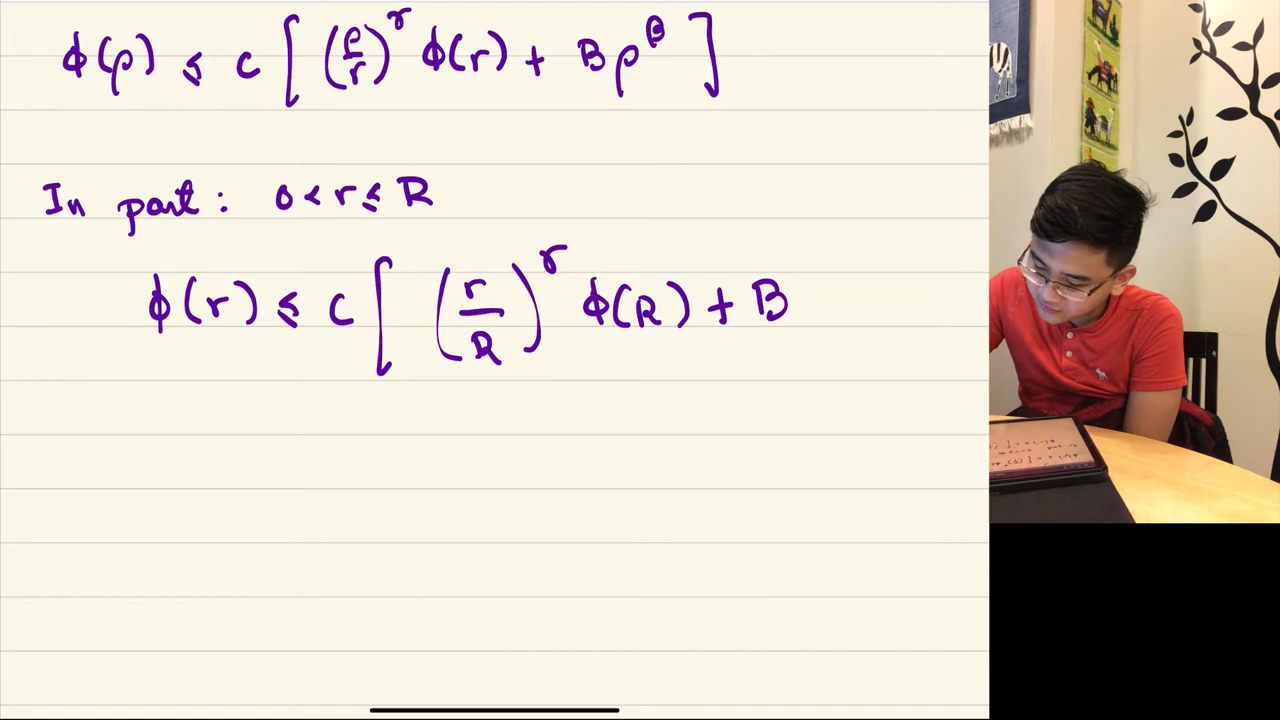 ϕ(ρ) ≤ c [ (ρ/r)^γ ϕ(r) + Bρ^β ]
In part : 0 < r ≤ R
ϕ(r) ≤ c [ (r/R)^γ ϕ(R) + B